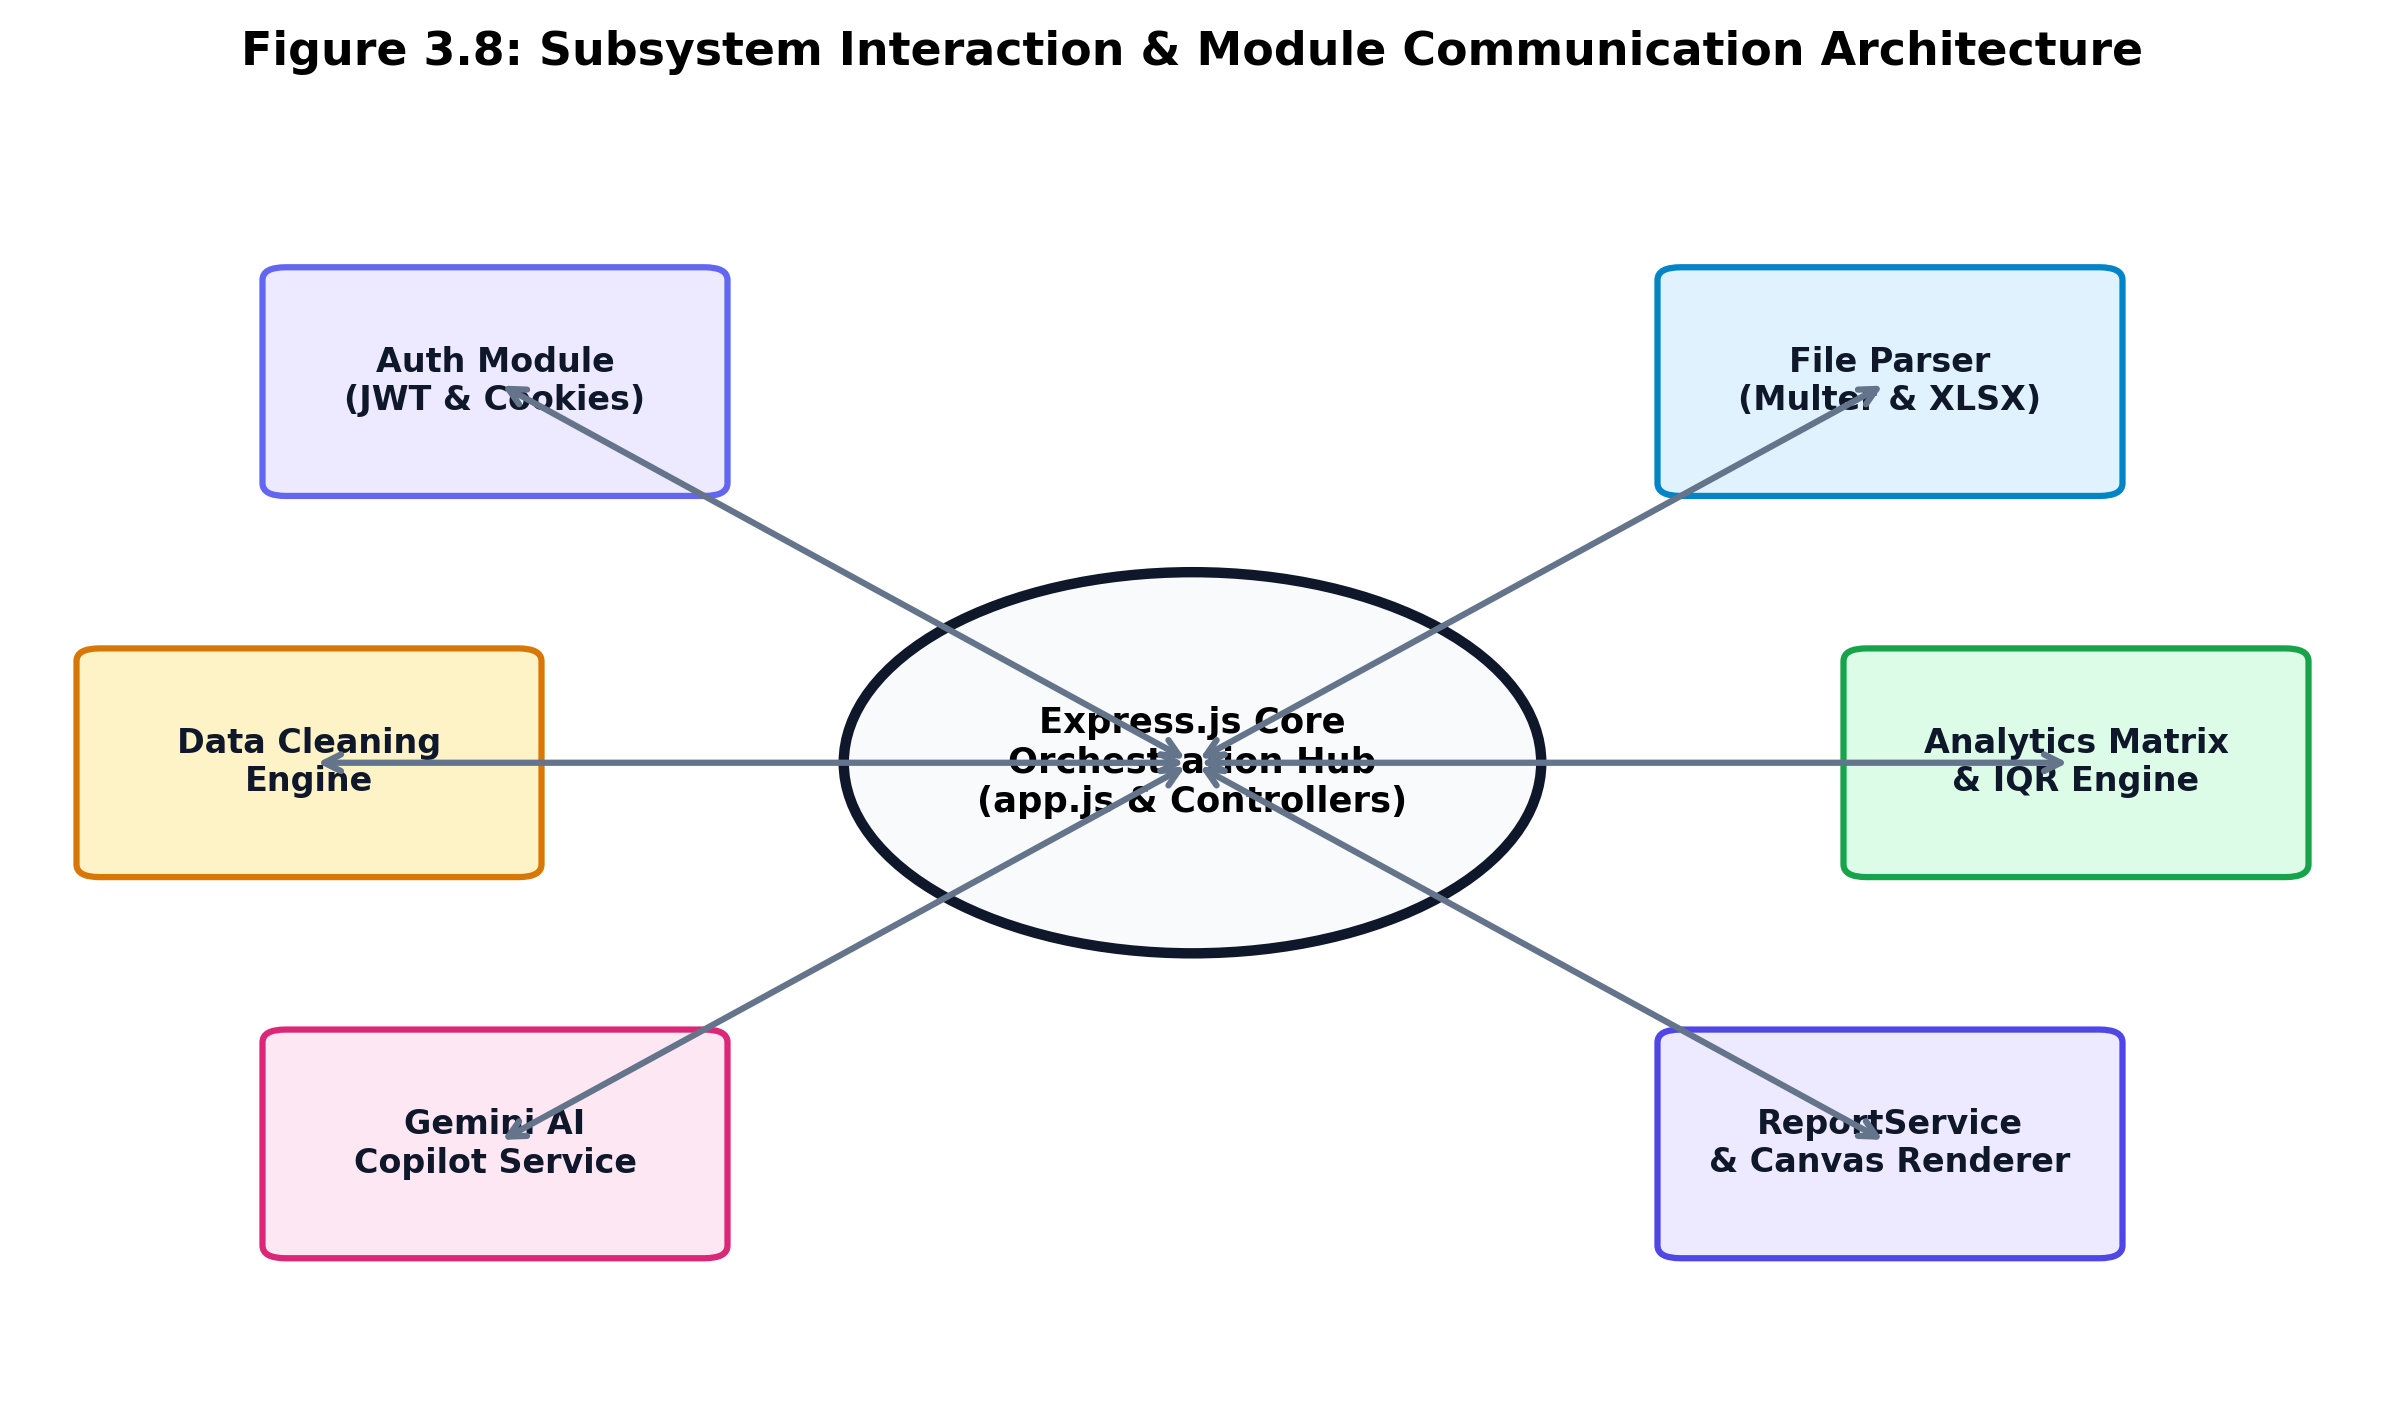 Figure 3.8: Subsystem Interaction & Module Communication Architecture
Auth Module
(JWT & Cookies)
File Parser
(Multer & XLSX)
Express.js Core
Orchestration Hub
(app.js & Controllers)
Data Cleaning
Engine
Analytics Matrix
& IQR Engine
Gemini AI
Copilot Service
ReportService
& Canvas Renderer